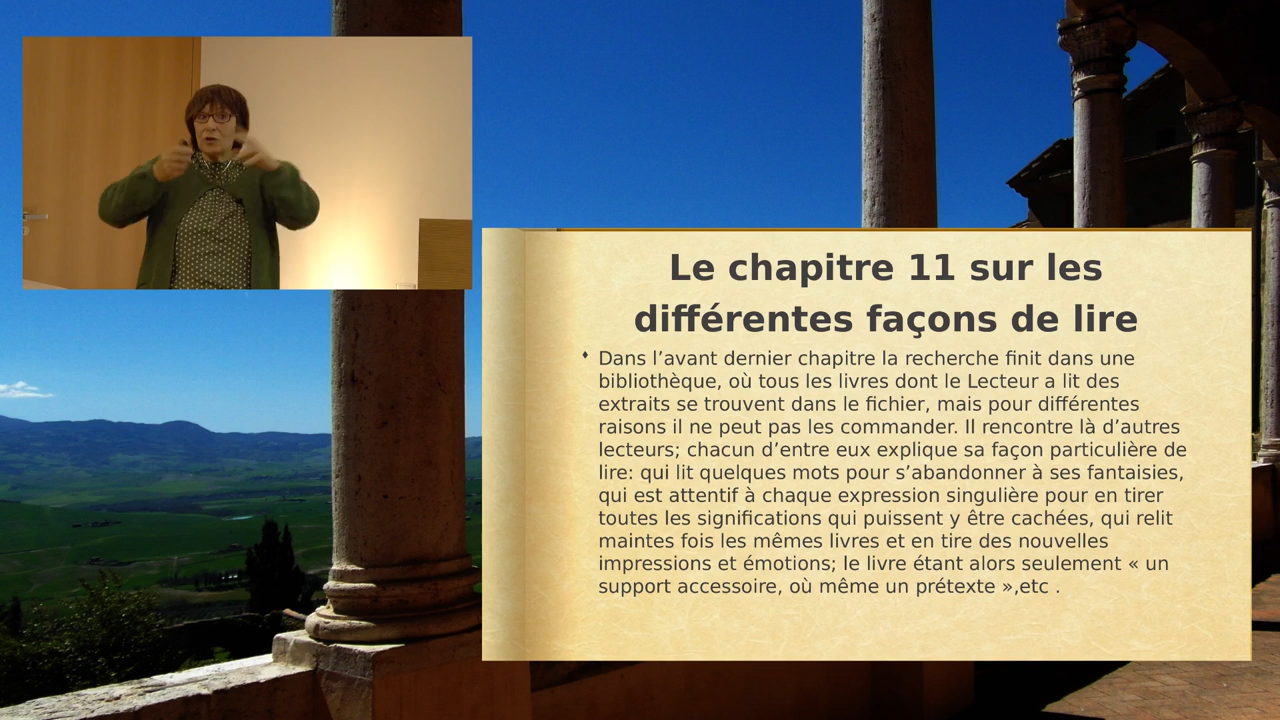 Le chapitre 11 sur les
différentes façons de lire
Dans l’avant dernier chapitre la recherche finit dans une
bibliothèque, où tous les livres dont le Lecteur a lit des
extraits se trouvent dans le fichier, mais pour différentes
raisons il ne peut pas les commander. Il rencontre là d’autres
lecteurs; chacun d’entre eux explique sa façon particulière de
lire: qui lit quelques mots pour s’abandonner à ses fantaisies,
qui est attentif à chaque expression singulière pour en tirer
toutes les significations qui puissent y être cachées, qui relit
maintes fois les mêmes livres et en tire des nouvelles
impressions et émotions; le livre étant alors seulement « un
support accessoire, où même un prétexte »,etc .